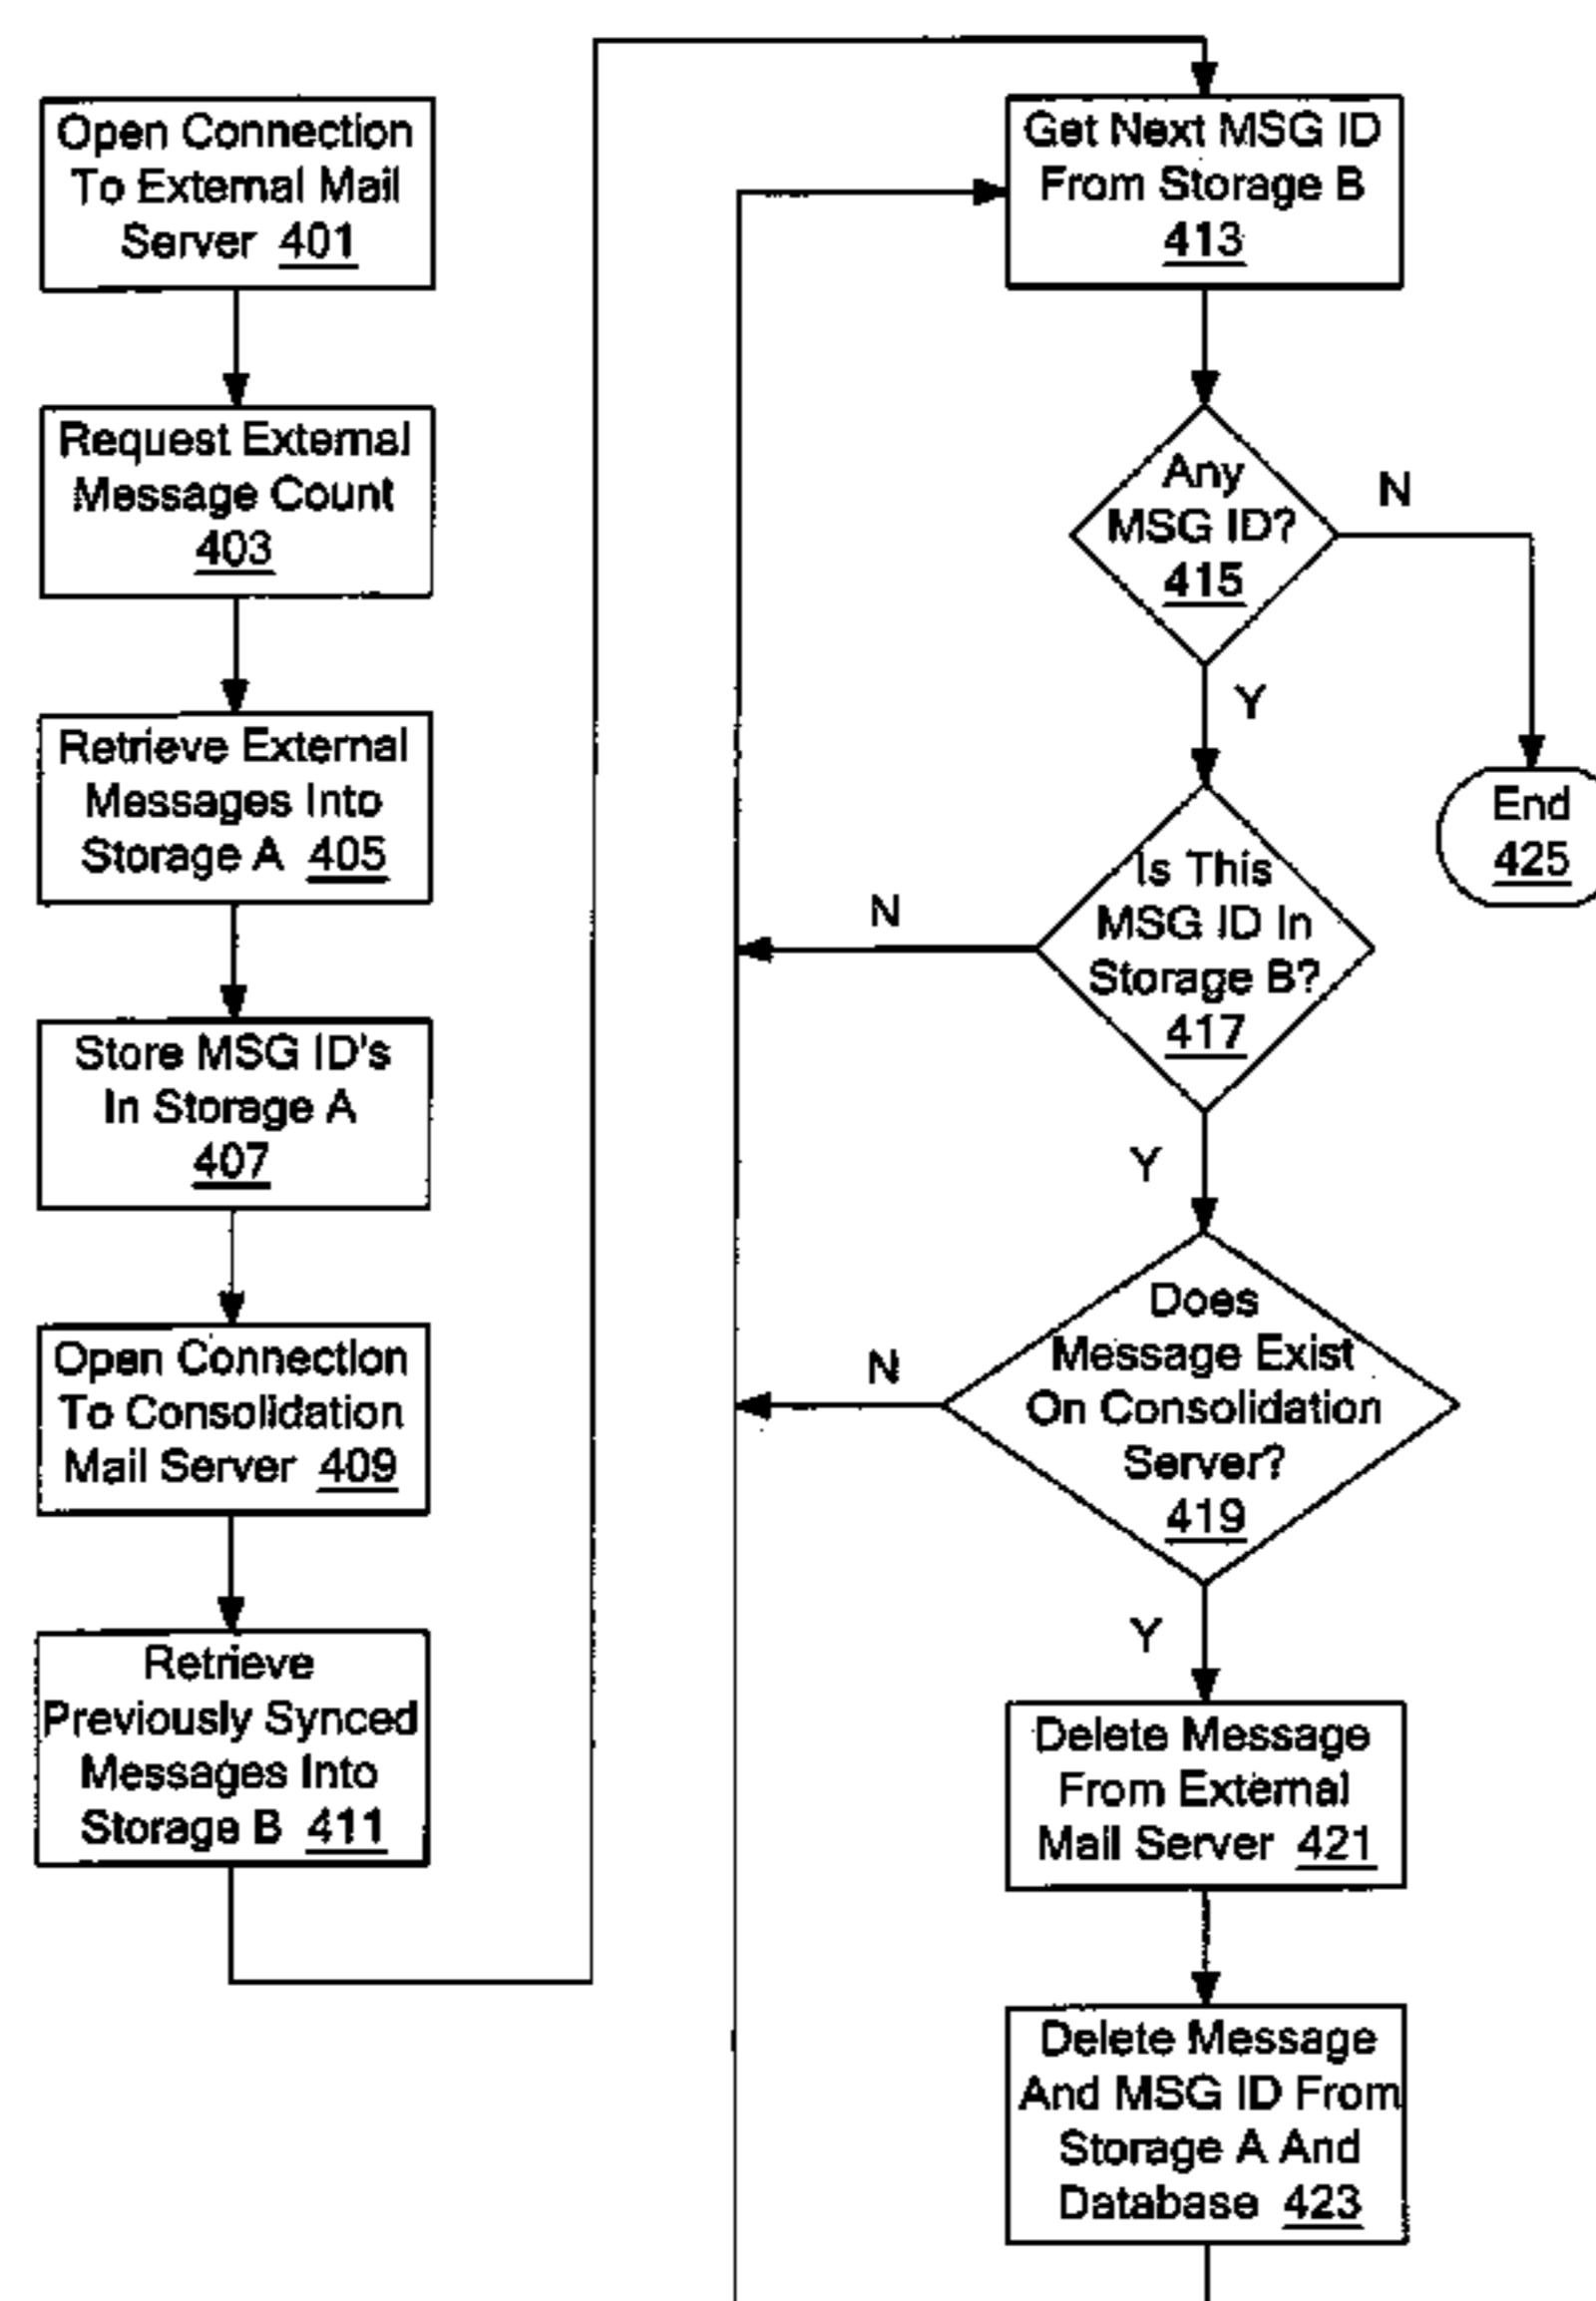 Open Connection
To External Mail
Server 401
Request External
Message Count
403
Retrieve External
Messages Into
Storage A 405
Store MSG ID's
In Storage A
407
Open Connection
To Consolidation
Mail Server 409
Retrieve
Previously Synced
Messages Into
Storage B 411
Get Next MSG ID
From Storage B
413
Any
MSG ID?
415
N
Y
End
425
Is This
MSG ID In
Storage B?
417
N
Y
Does
Message Exist
On Consolidation
Server?
419
N
Y
Delete Message
From External
Mail Server 421
Delete Message
And MSG ID From
Storage A And
Database 423